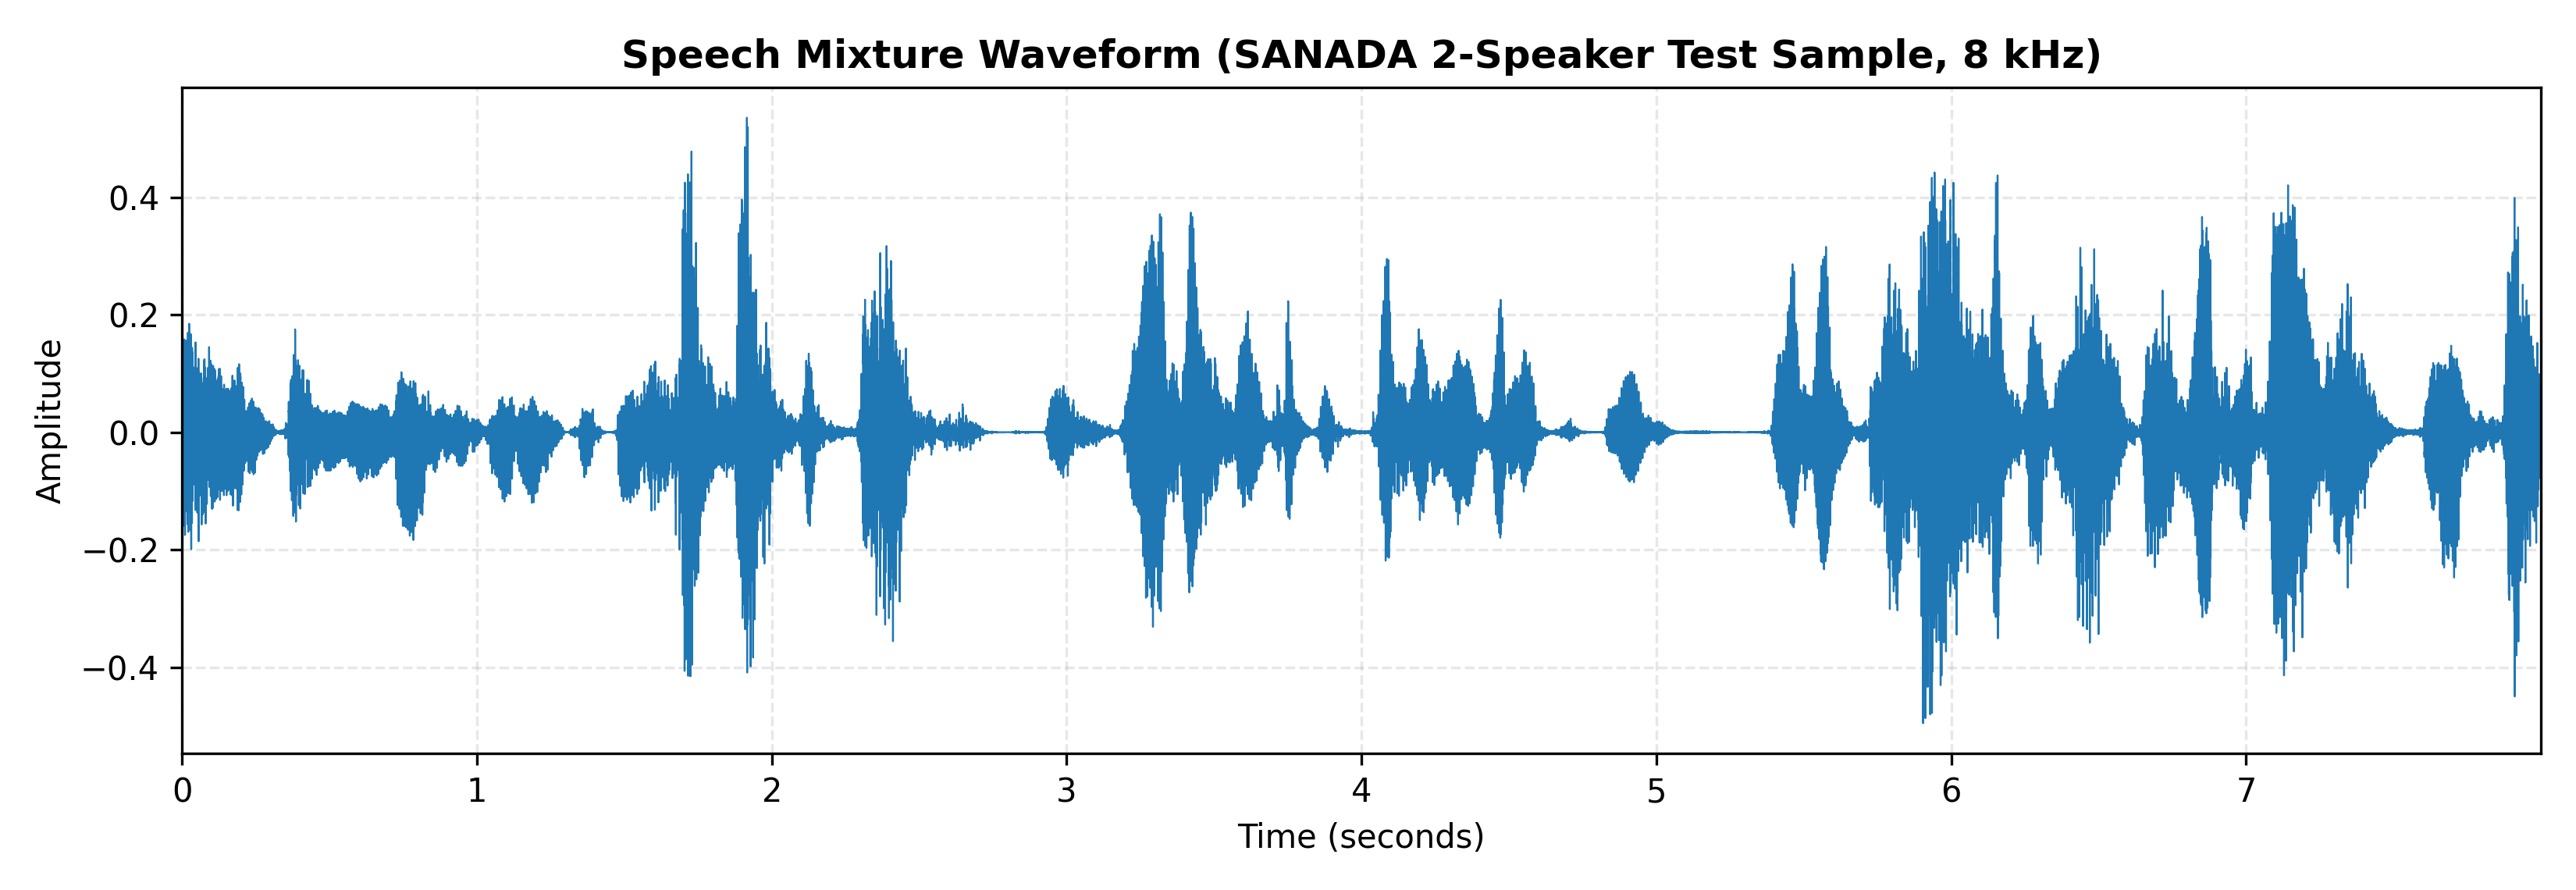 Speech Mixture Waveform (SANADA 2-Speaker Test Sample, 8 kHz)
Amplitude
0.4
0.2
0.0
−0.2
−0.4
0 1 2 3 4 5 6 7
Time (seconds)